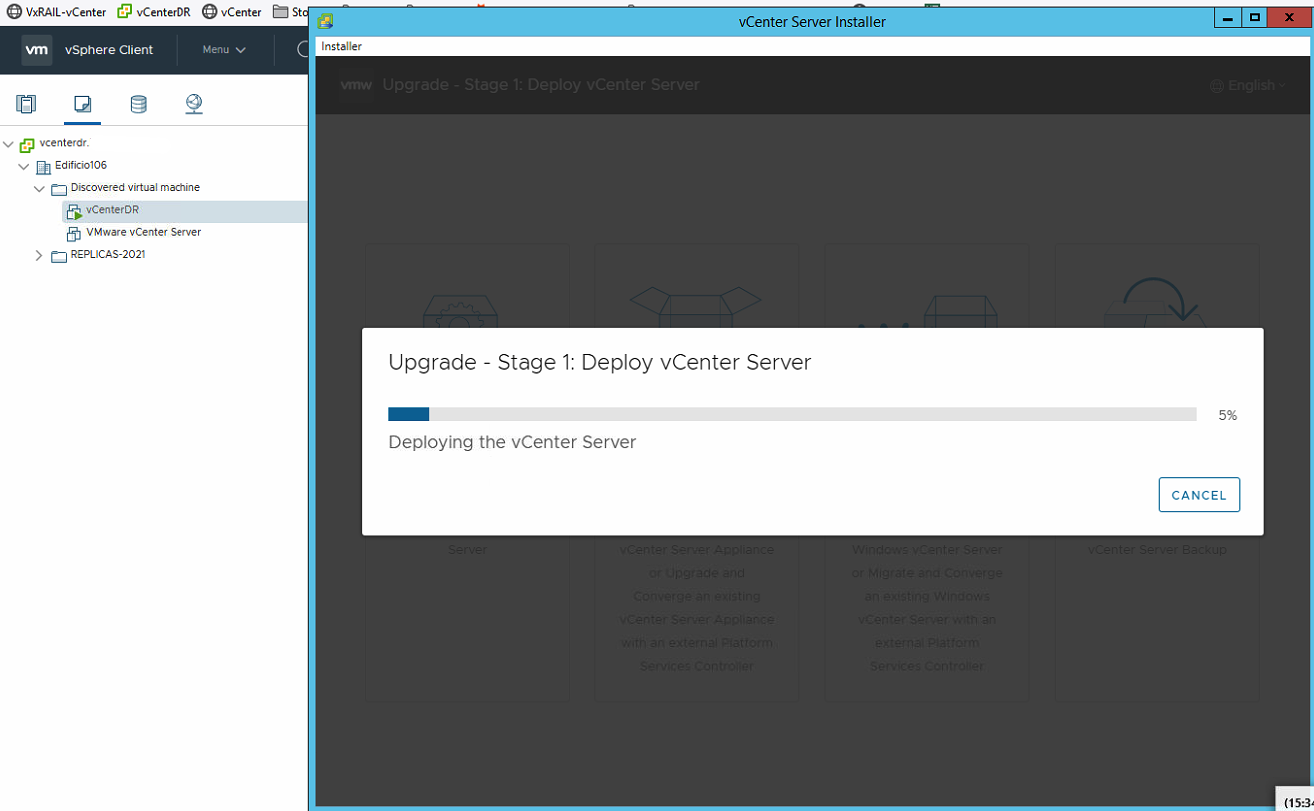 VxRAIL-vCenter vCenterDR vCenter
vCenter Server Installer
Installer
vm vSphere Client Menu
vmw Upgrade - Stage 1: Deploy vCenter Server English
vcenterdr.
Edificio106
Discovered virtual machine
vCenterDR
VMware vCenter Server
REPLICAS-2021
Upgrade - Stage 1: Deploy vCenter Server
5%
Deploying the vCenter Server
CANCEL
Server
vCenter Server Appliance
or Upgrade and
Converge an existing
vCenter Server Appliance
with an external Platform
Services Controller
Windows vCenter Server
or Migrate and Converge
an existing Windows
vCenter Server with an
external Platform
Services Controller
vCenter Server Backup